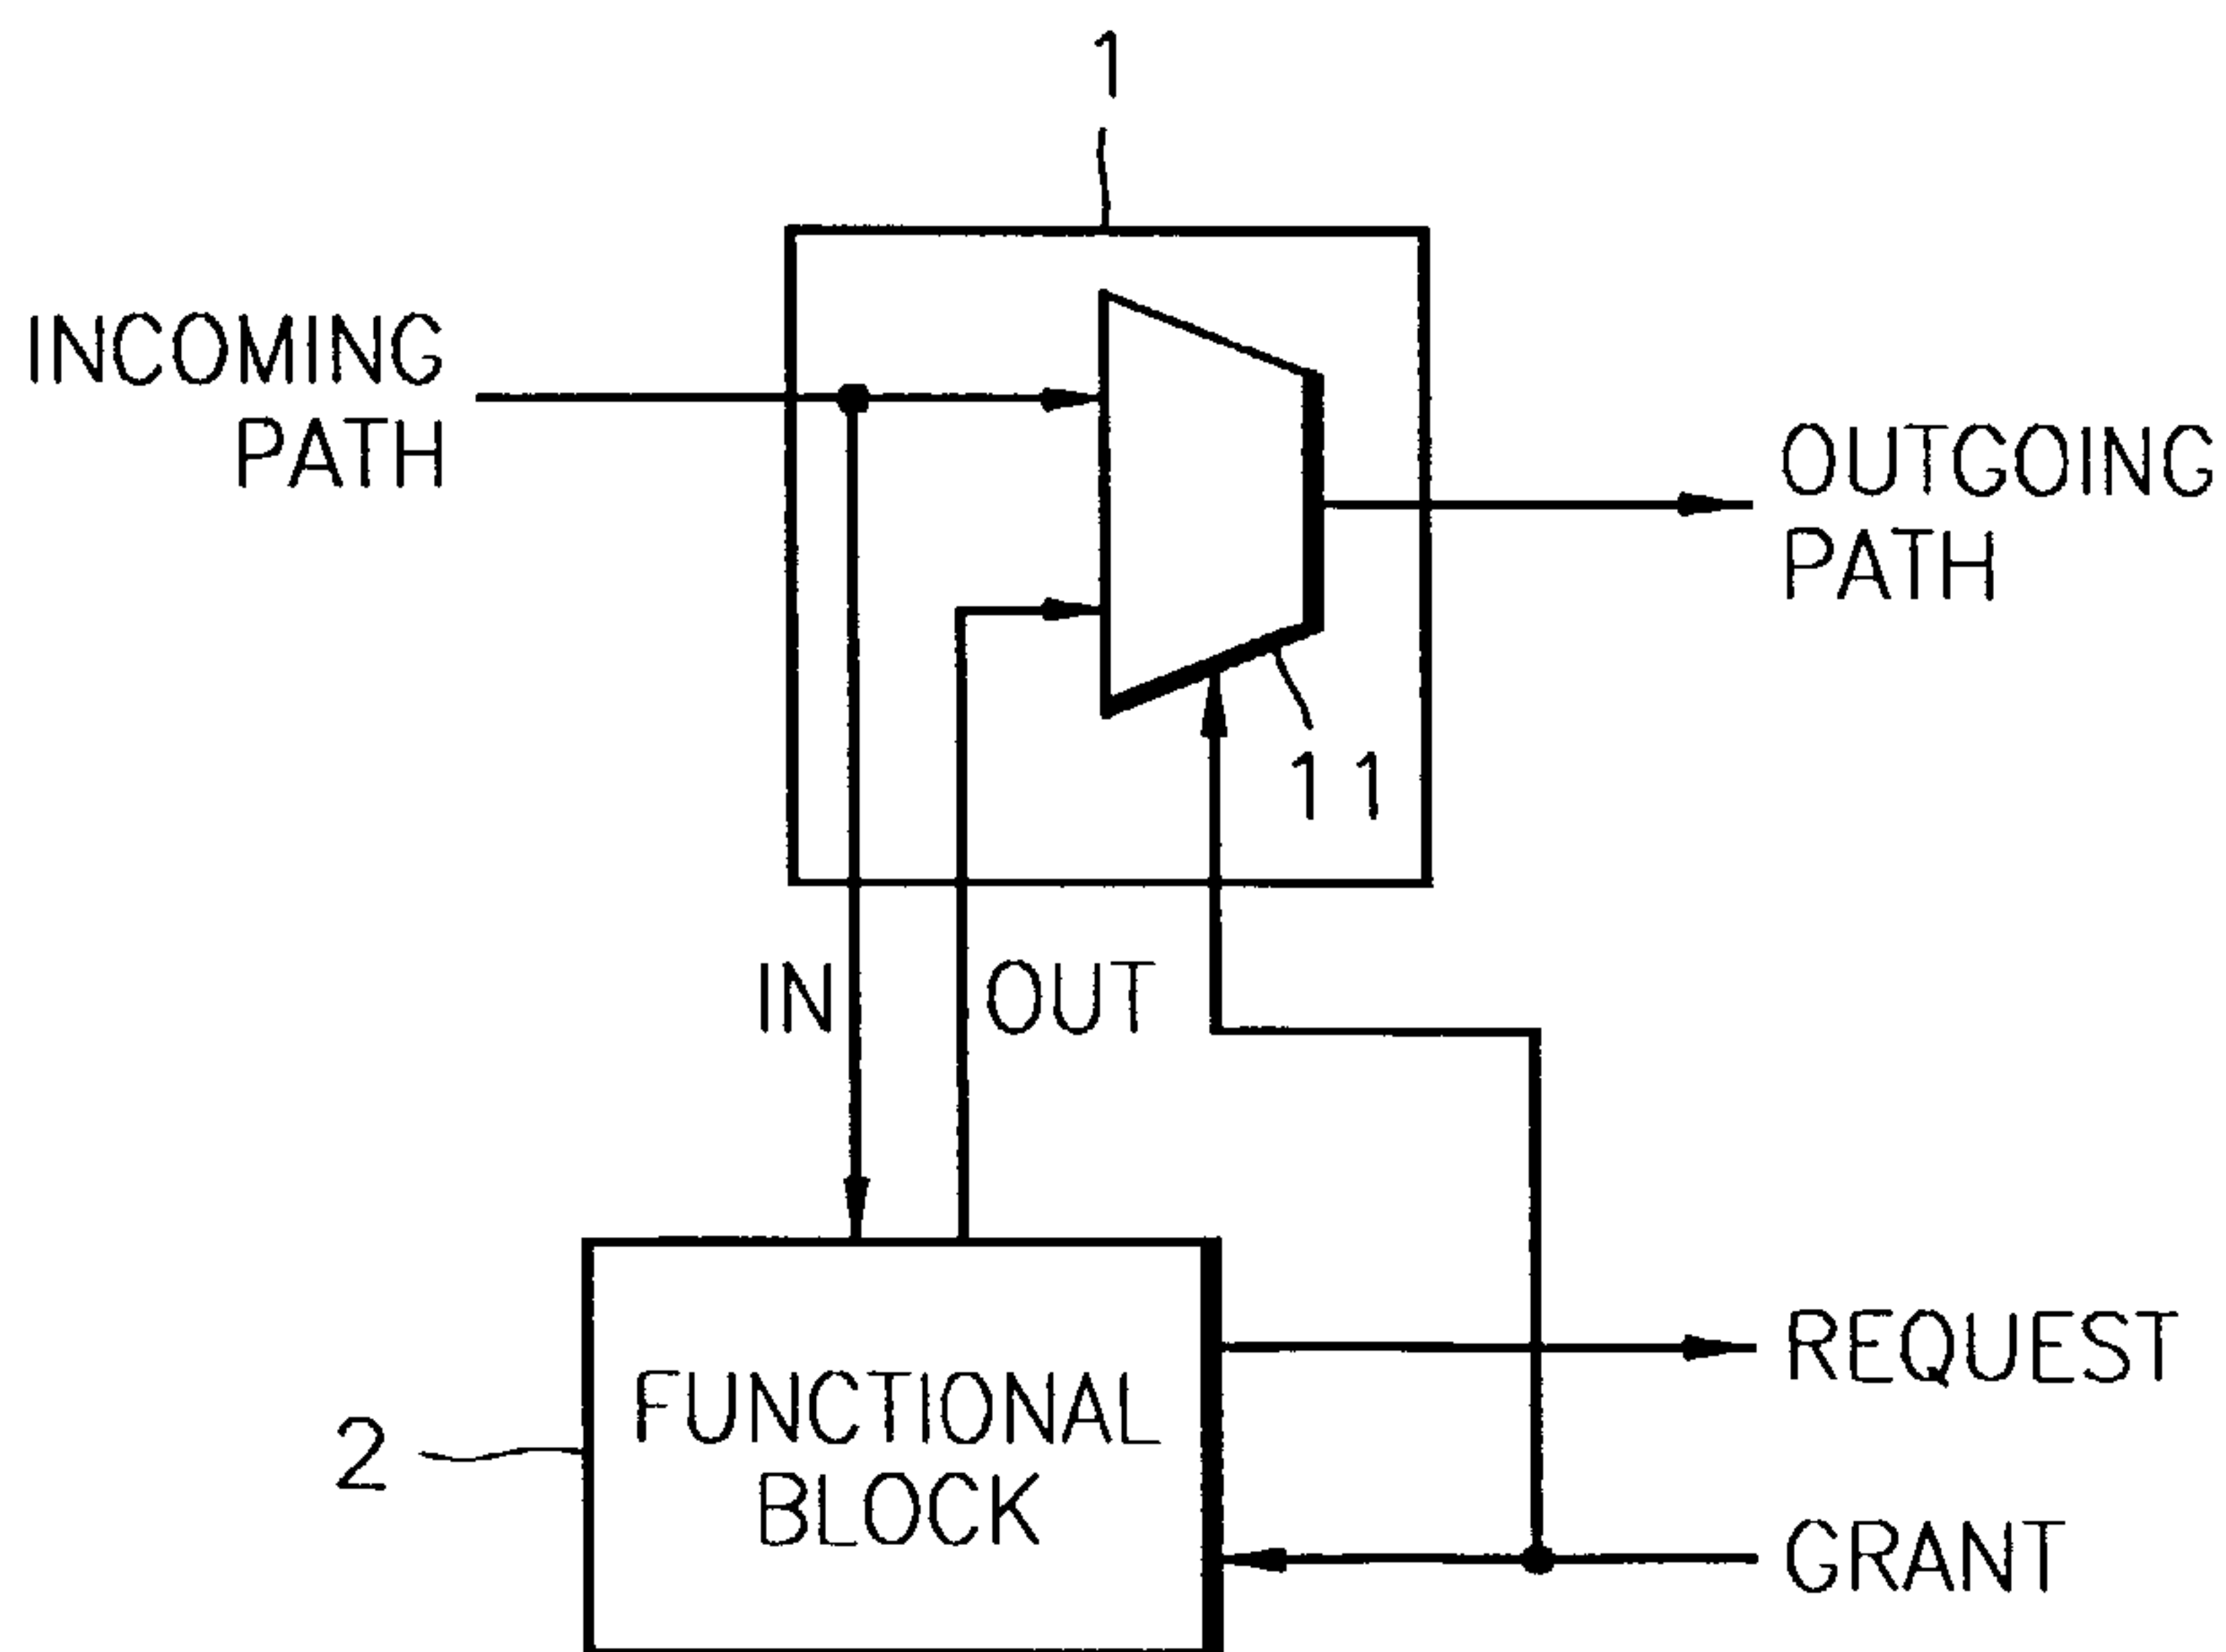 1
INCOMING
PATH
OUTGOING
PATH
11
IN
OUT
REQUEST
FUNCTIONAL
BLOCK
2
GRANT